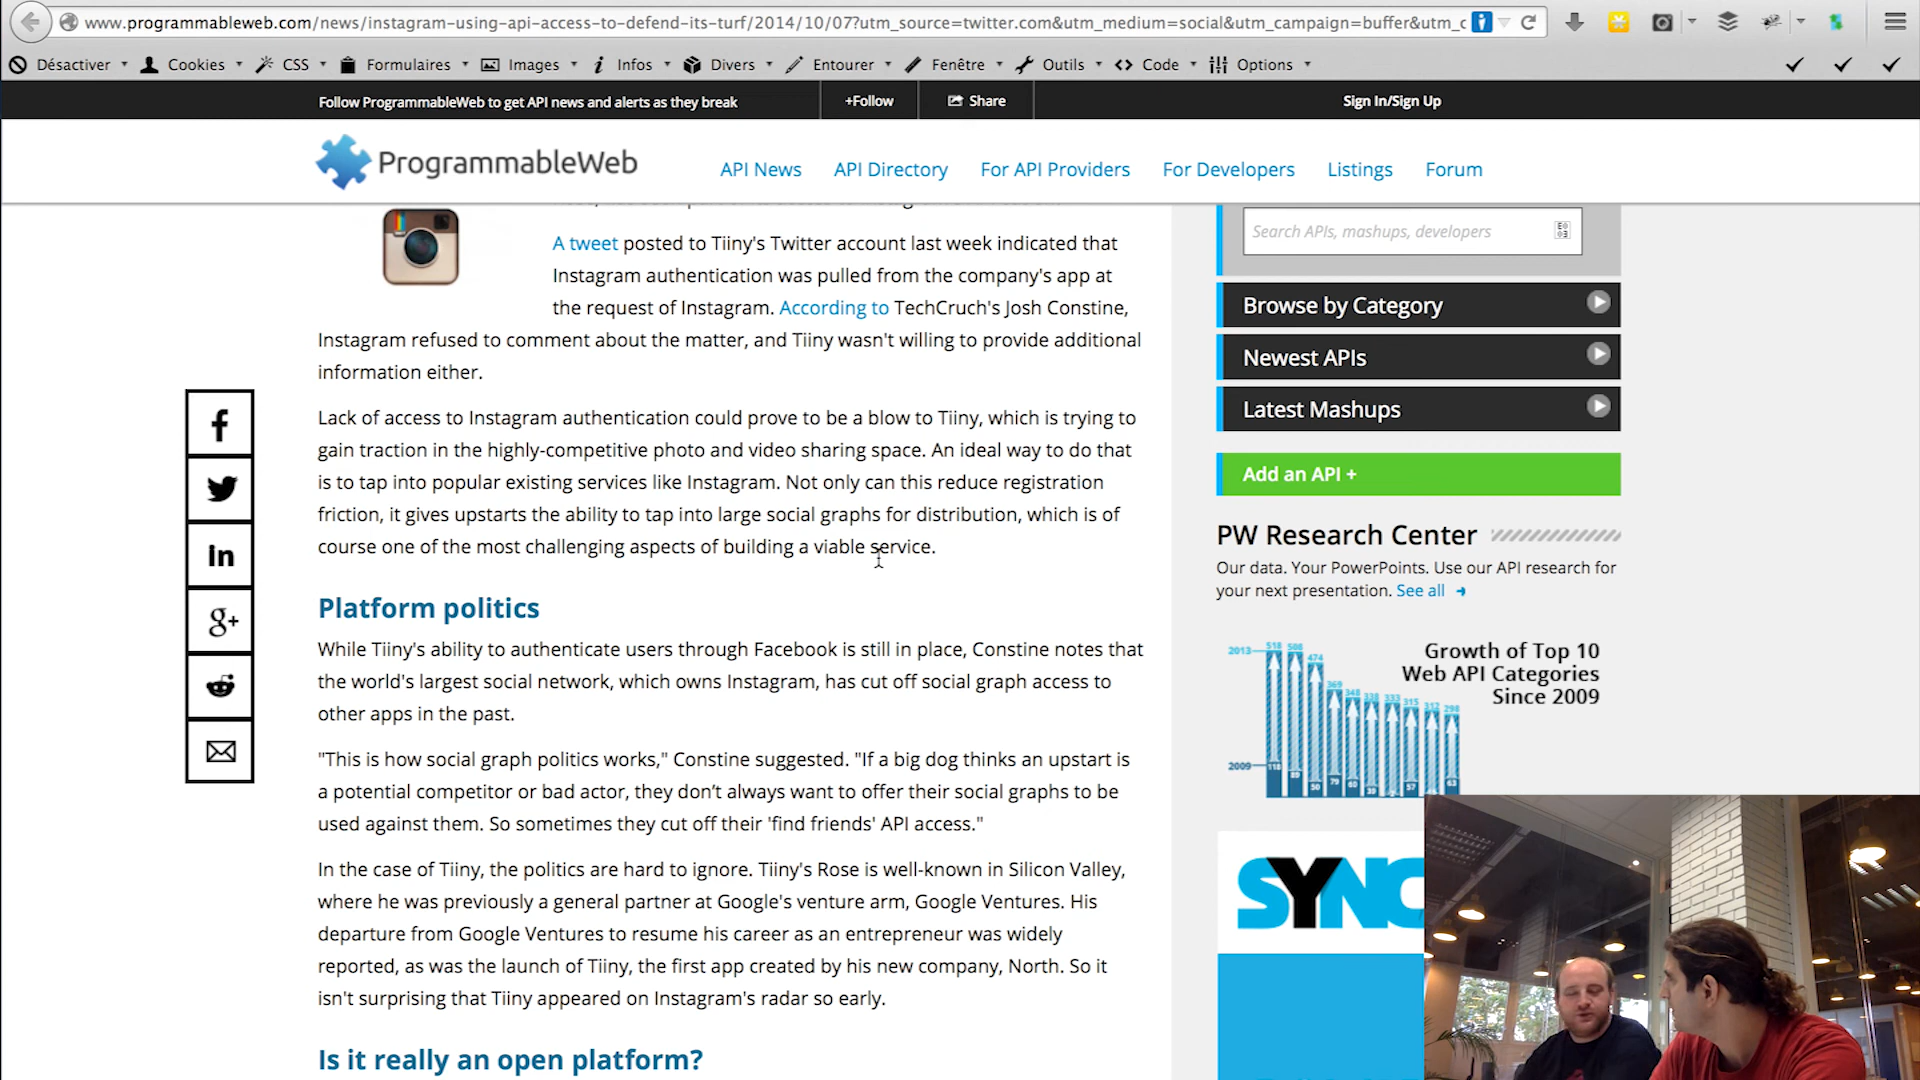 www.programmableweb.com/news/instagram-using-api-access-to-defend-its-turf/2014/10/07?utm_source=twitter.com&utm_medium=social&utm_campaign=buffer&utm_c
Désactiver Cookies CSS Formulaires Images Infos Divers Entourer Fenêtre Outils Code Options
Follow ProgrammableWeb to get API news and alerts as they break +Follow Share Sign In/Sign Up
ProgrammableWeb API News API Directory For API Providers For Developers Listings Forum
A tweet posted to Tiiny's Twitter account last week indicated that
Instagram authentication was pulled from the company's app at
the request of Instagram. According to TechCruch's Josh Constine,
Instagram refused to comment about the matter, and Tiiny wasn't willing to provide additional
information either.
Lack of access to Instagram authentication could prove to be a blow to Tiiny, which is trying to
gain traction in the highly-competitive photo and video sharing space. An ideal way to do that
is to tap into popular existing services like Instagram. Not only can this reduce registration
friction, it gives upstarts the ability to tap into large social graphs for distribution, which is of
course one of the most challenging aspects of building a viable service.
Platform politics
While Tiiny's ability to authenticate users through Facebook is still in place, Constine notes that
the world's largest social network, which owns Instagram, has cut off social graph access to
other apps in the past.
"This is how social graph politics works," Constine suggested. "If a big dog thinks an upstart is
a potential competitor or bad actor, they don't always want to offer their social graphs to be
used against them. So sometimes they cut off their 'find friends' API access."
In the case of Tiiny, the politics are hard to ignore. Tiiny's Rose is well-known in Silicon Valley,
where he was previously a general partner at Google's venture arm, Google Ventures. His
departure from Google Ventures to resume his career as an entrepreneur was widely
reported, as was the launch of Tiiny, the first app created by his new company, North. So it
isn't surprising that Tiiny appeared on Instagram's radar so early.
Is it really an open platform?
f
in
g+
Search APIs, mashups, developers
Browse by Category
Newest APIs
Latest Mashups
Add an API +
PW Research Center
Our data. Your PowerPoints. Use our API research for
your next presentation. See all
Growth of Top 10
Web API Categories
Since 2009
2013 518 508 474 369 348 338 333 315 312 298
2009 118 89 50 79 60 39 57 63
SYNC